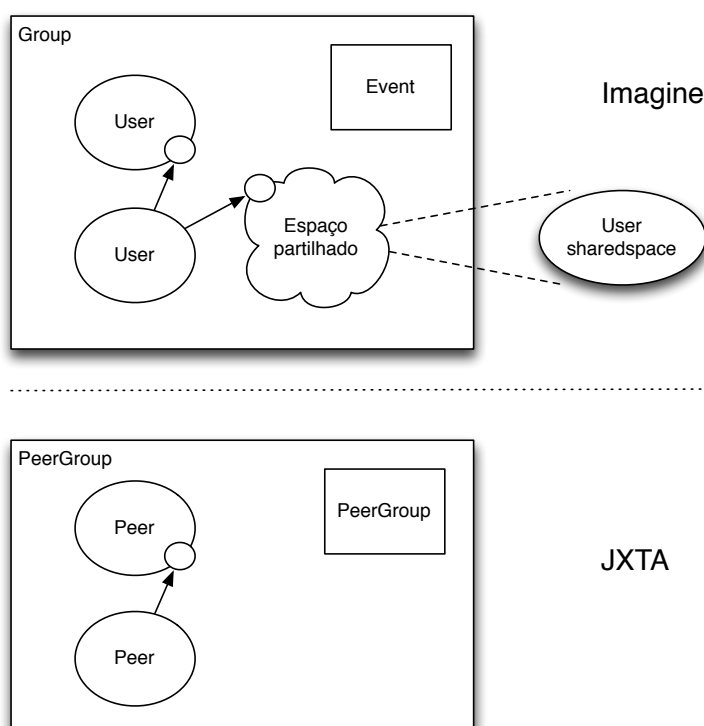 Group
Event
Imagine
User
User
Espaço
partilhado
User
sharedspace
PeerGroup
PeerGroup
Peer
JXTA
Peer